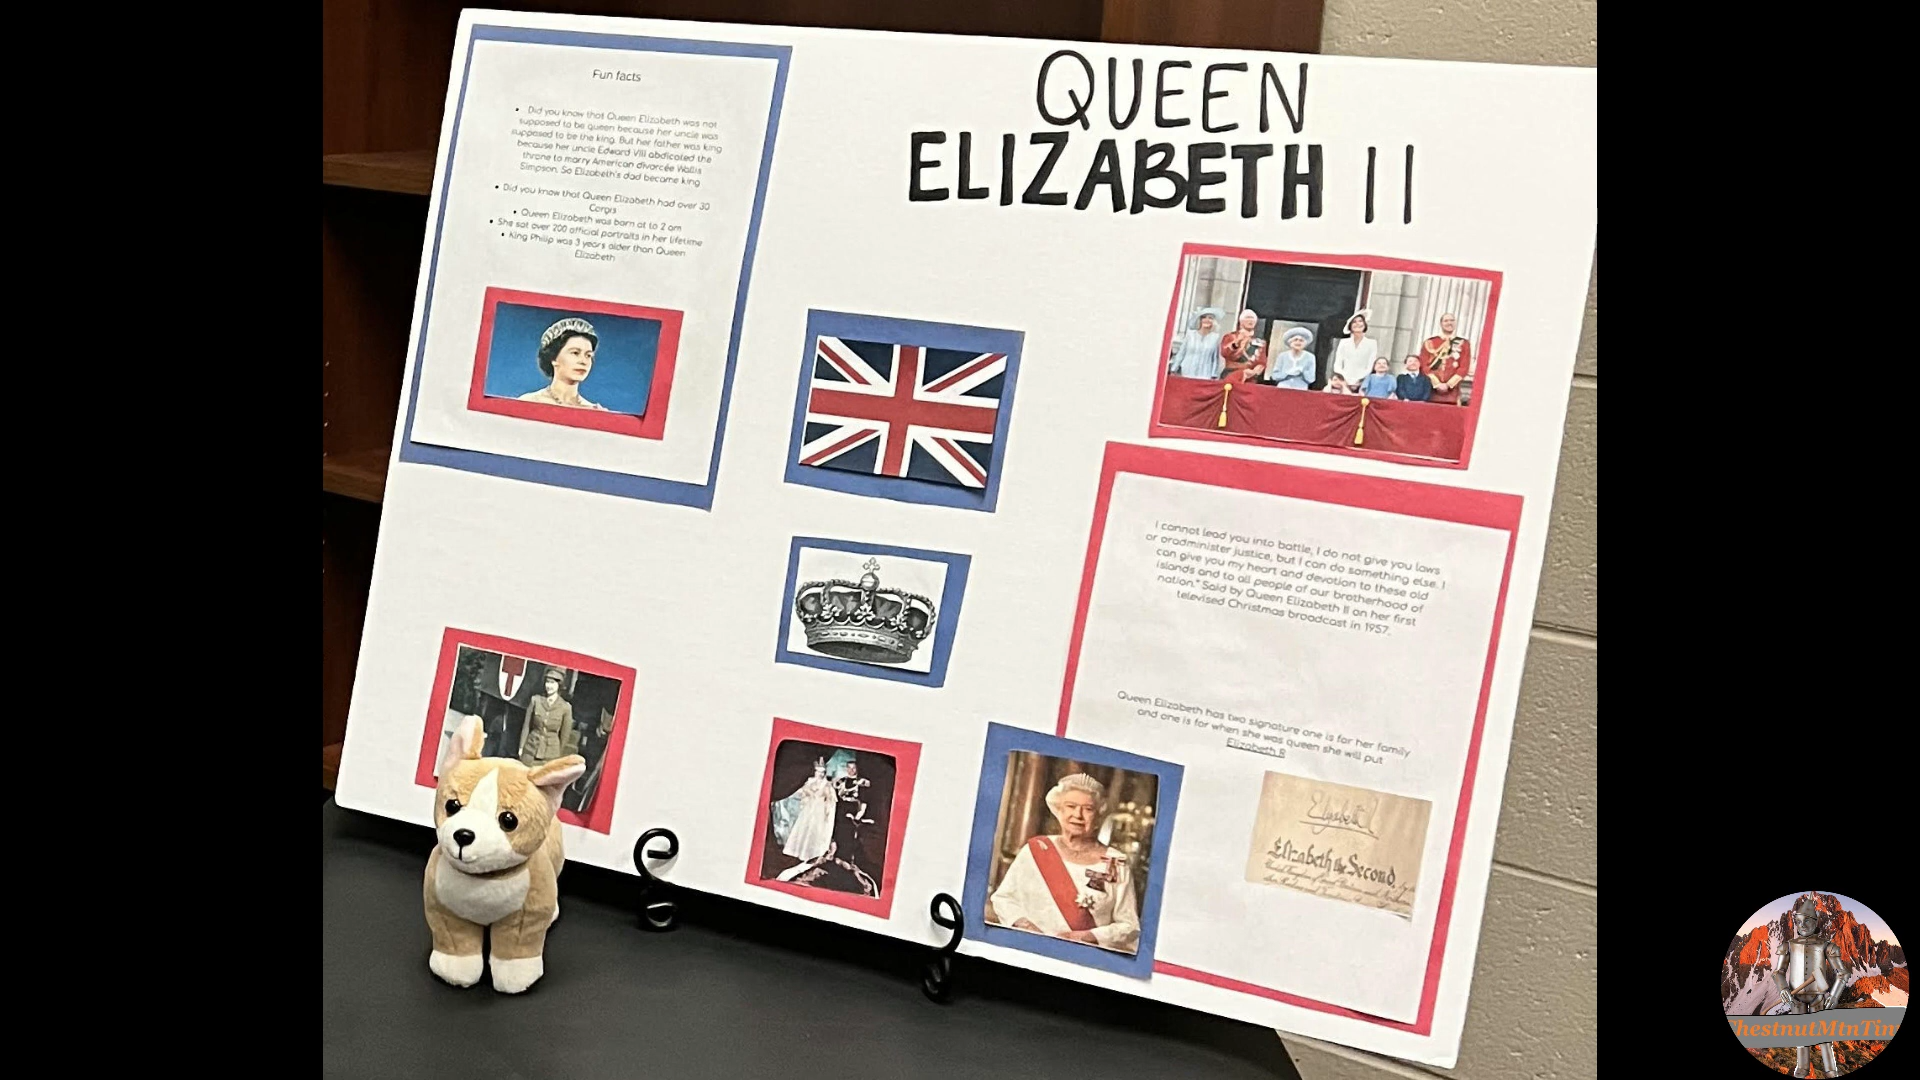 QUEEN
ELIZABETH II
Fun facts
• Did you know that Queen Elizabeth was not
supposed to be queen because her uncle was
supposed to be the king. But her father was king
because her uncle Edward VIII abdicated the
throne to marry American divorcée Wallis
Simpson. So Elizabeth's dad became king
• Did you know that Queen Elizabeth had over 30
Corgis
• Queen Elizabeth was born at to 2 am
• She sat over 200 official portraits in her lifetime
• King Philip was 3 years older than Queen
Elizabeth
I cannot lead you into battle, I do not give you laws
or oradminister justice, but I can do something else. I
can give you my heart and devotion to these old
islands and to all people of our brotherhood of
nation." Said by Queen Elizabeth II on her first
televised Christmas broadcast in 1957.
Queen Elizabeth has two signature one is for her family
and one is for when she was queen she will put
Elizabeth R
Elizabeth
Elizabeth the Second,
hestnutMtnTin